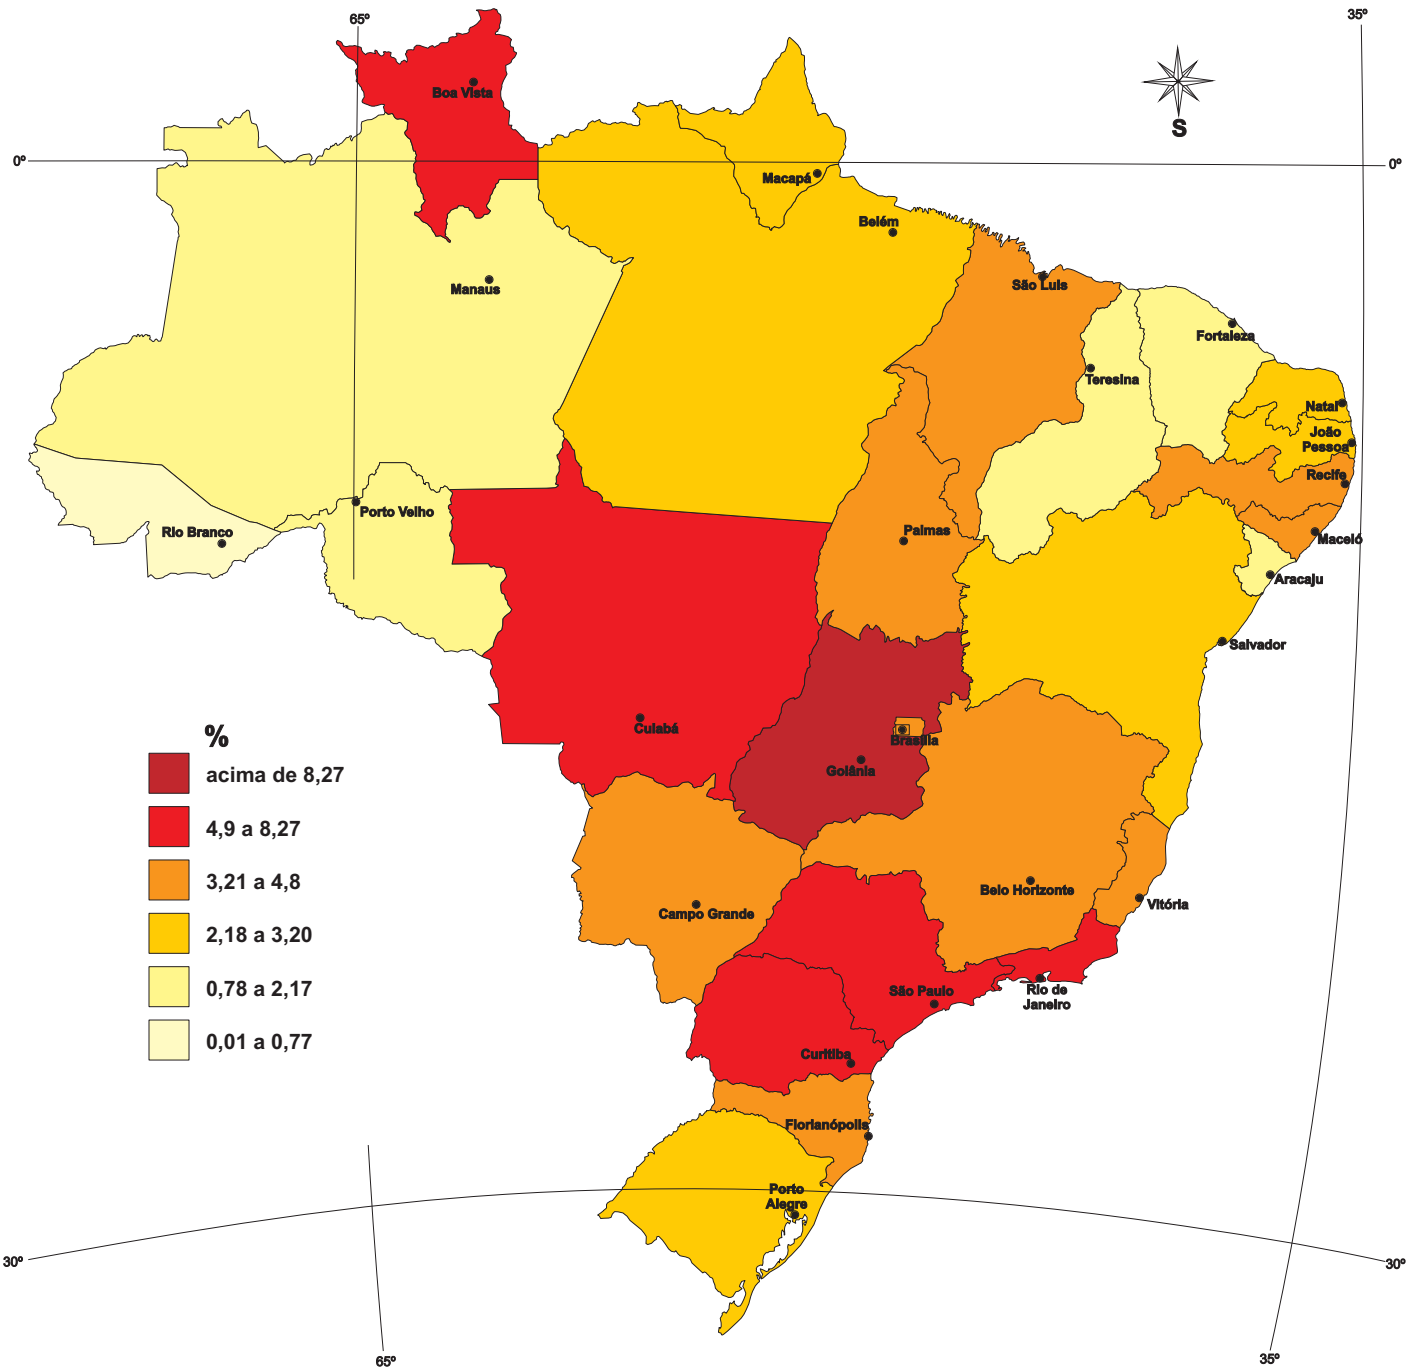 65º
35º
Boa Vista
S
0º
0º
Macapá
Belém
São Luis
Manaus
Fortaleza
Teresina
Natal
João
Pessoa
Recife
Porto Velho
Rio Branco
Palmas
Maceió
Aracaju
Salvador
Cuiabá
Brasília
Goiânia
%
acima de 8,27
4,9 a 8,27
3,21 a 4,8
2,18 a 3,20
0,78 a 2,17
0,01 a 0,77
Belo Horizonte
Vitória
Campo Grande
São Paulo
Rio de
Janeiro
Curitiba
Florianópolis
Porto
Alegre
30º
30º
65º
35º